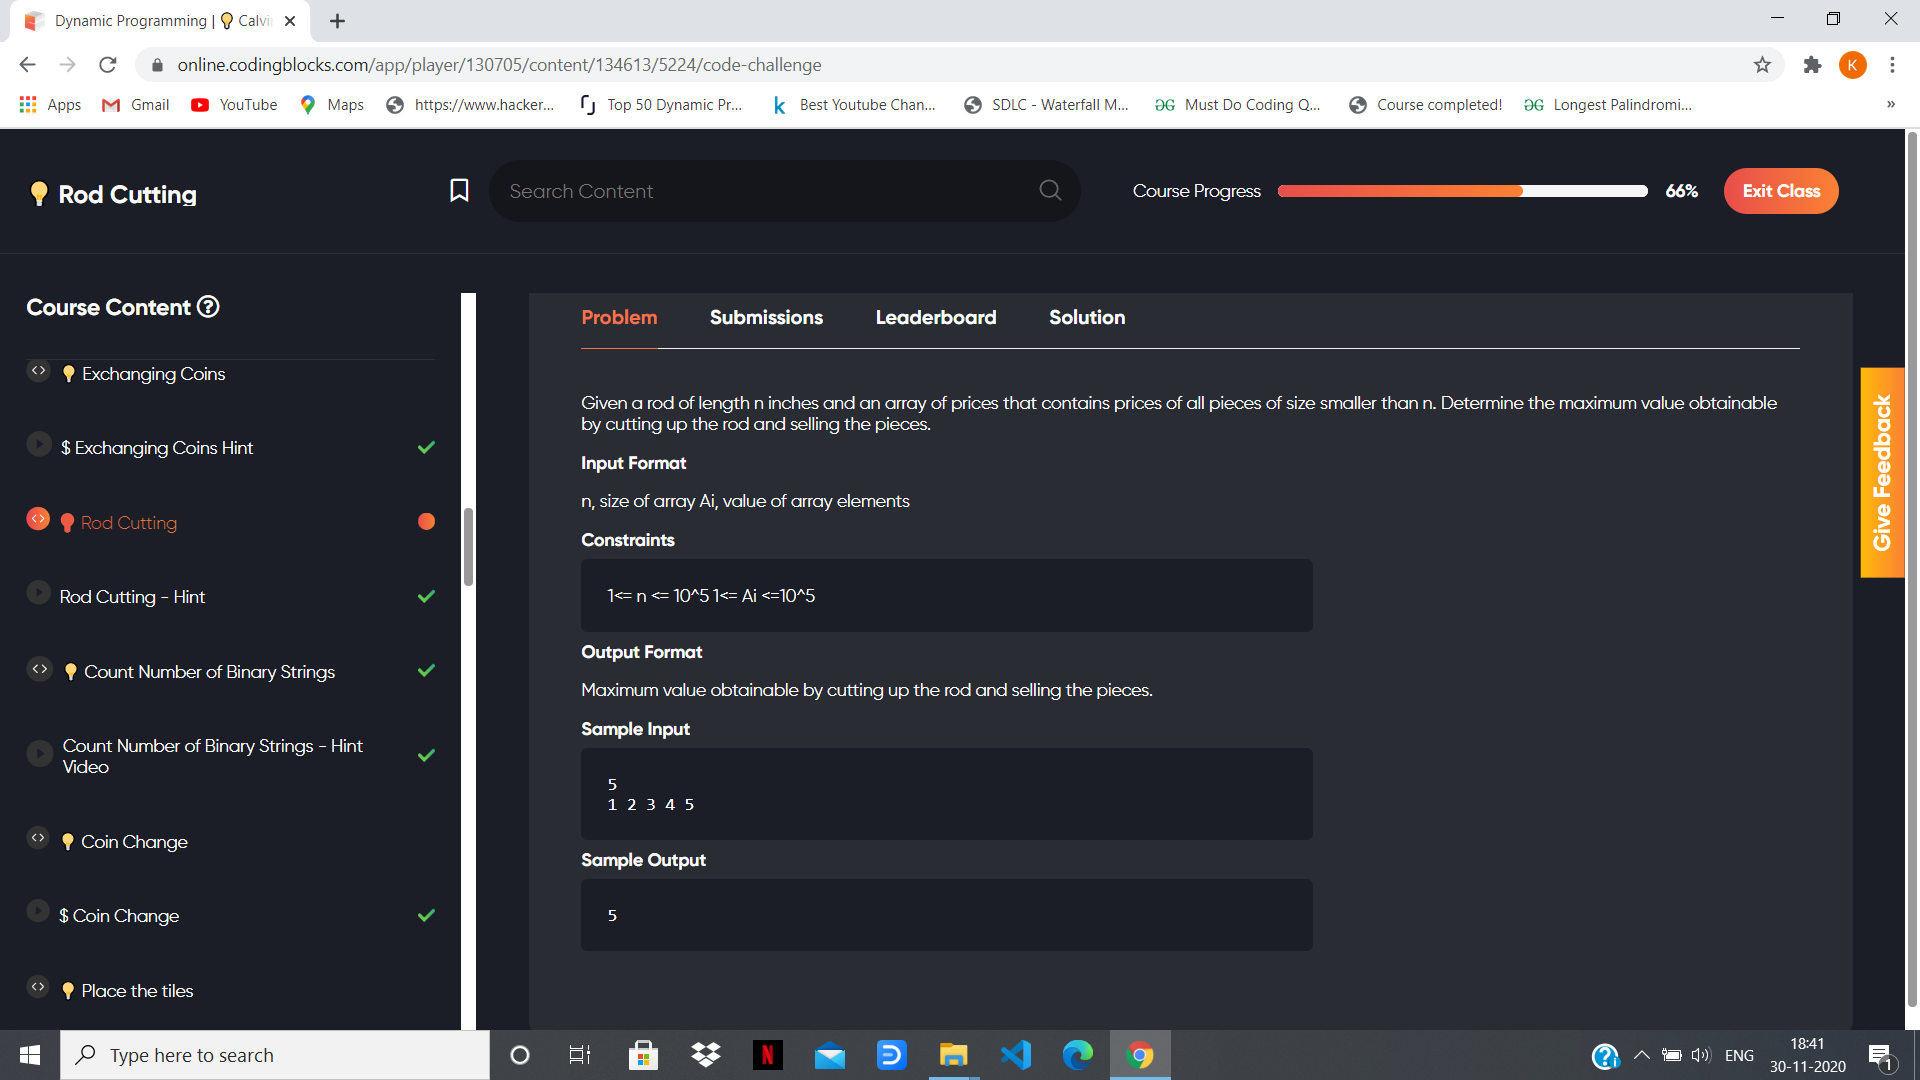 Dynamic Programming | 💡 Calvi
online.codingblocks.com/app/player/130705/content/134613/5224/code-challenge
K
Apps
Gmail
YouTube
Maps
https://www.hacker...
Top 50 Dynamic Pr...
Best Youtube Chan...
SDLC - Waterfall M...
Must Do Coding Q...
Course completed!
Longest Palindromi...
»
💡 Rod Cutting
Search Content
Course Progress
66%
Exit Class
Course Content
Exchanging Coins
$ Exchanging Coins Hint
Rod Cutting
Rod Cutting - Hint
Count Number of Binary Strings
Count Number of Binary Strings - Hint
Video
Coin Change
$ Coin Change
Place the tiles
Problem
Submissions
Leaderboard
Solution
Given a rod of length n inches and an array of prices that contains prices of all pieces of size smaller than n. Determine the maximum value obtainable
by cutting up the rod and selling the pieces.
Input Format
n, size of array Ai, value of array elements
Constraints
1<= n <= 10^5 1<= Ai <=10^5
Output Format
Maximum value obtainable by cutting up the rod and selling the pieces.
Sample Input
5
1 2 3 4 5
Sample Output
5
Give Feedback
Type here to search
N
ENG
18:41
30-11-2020
1